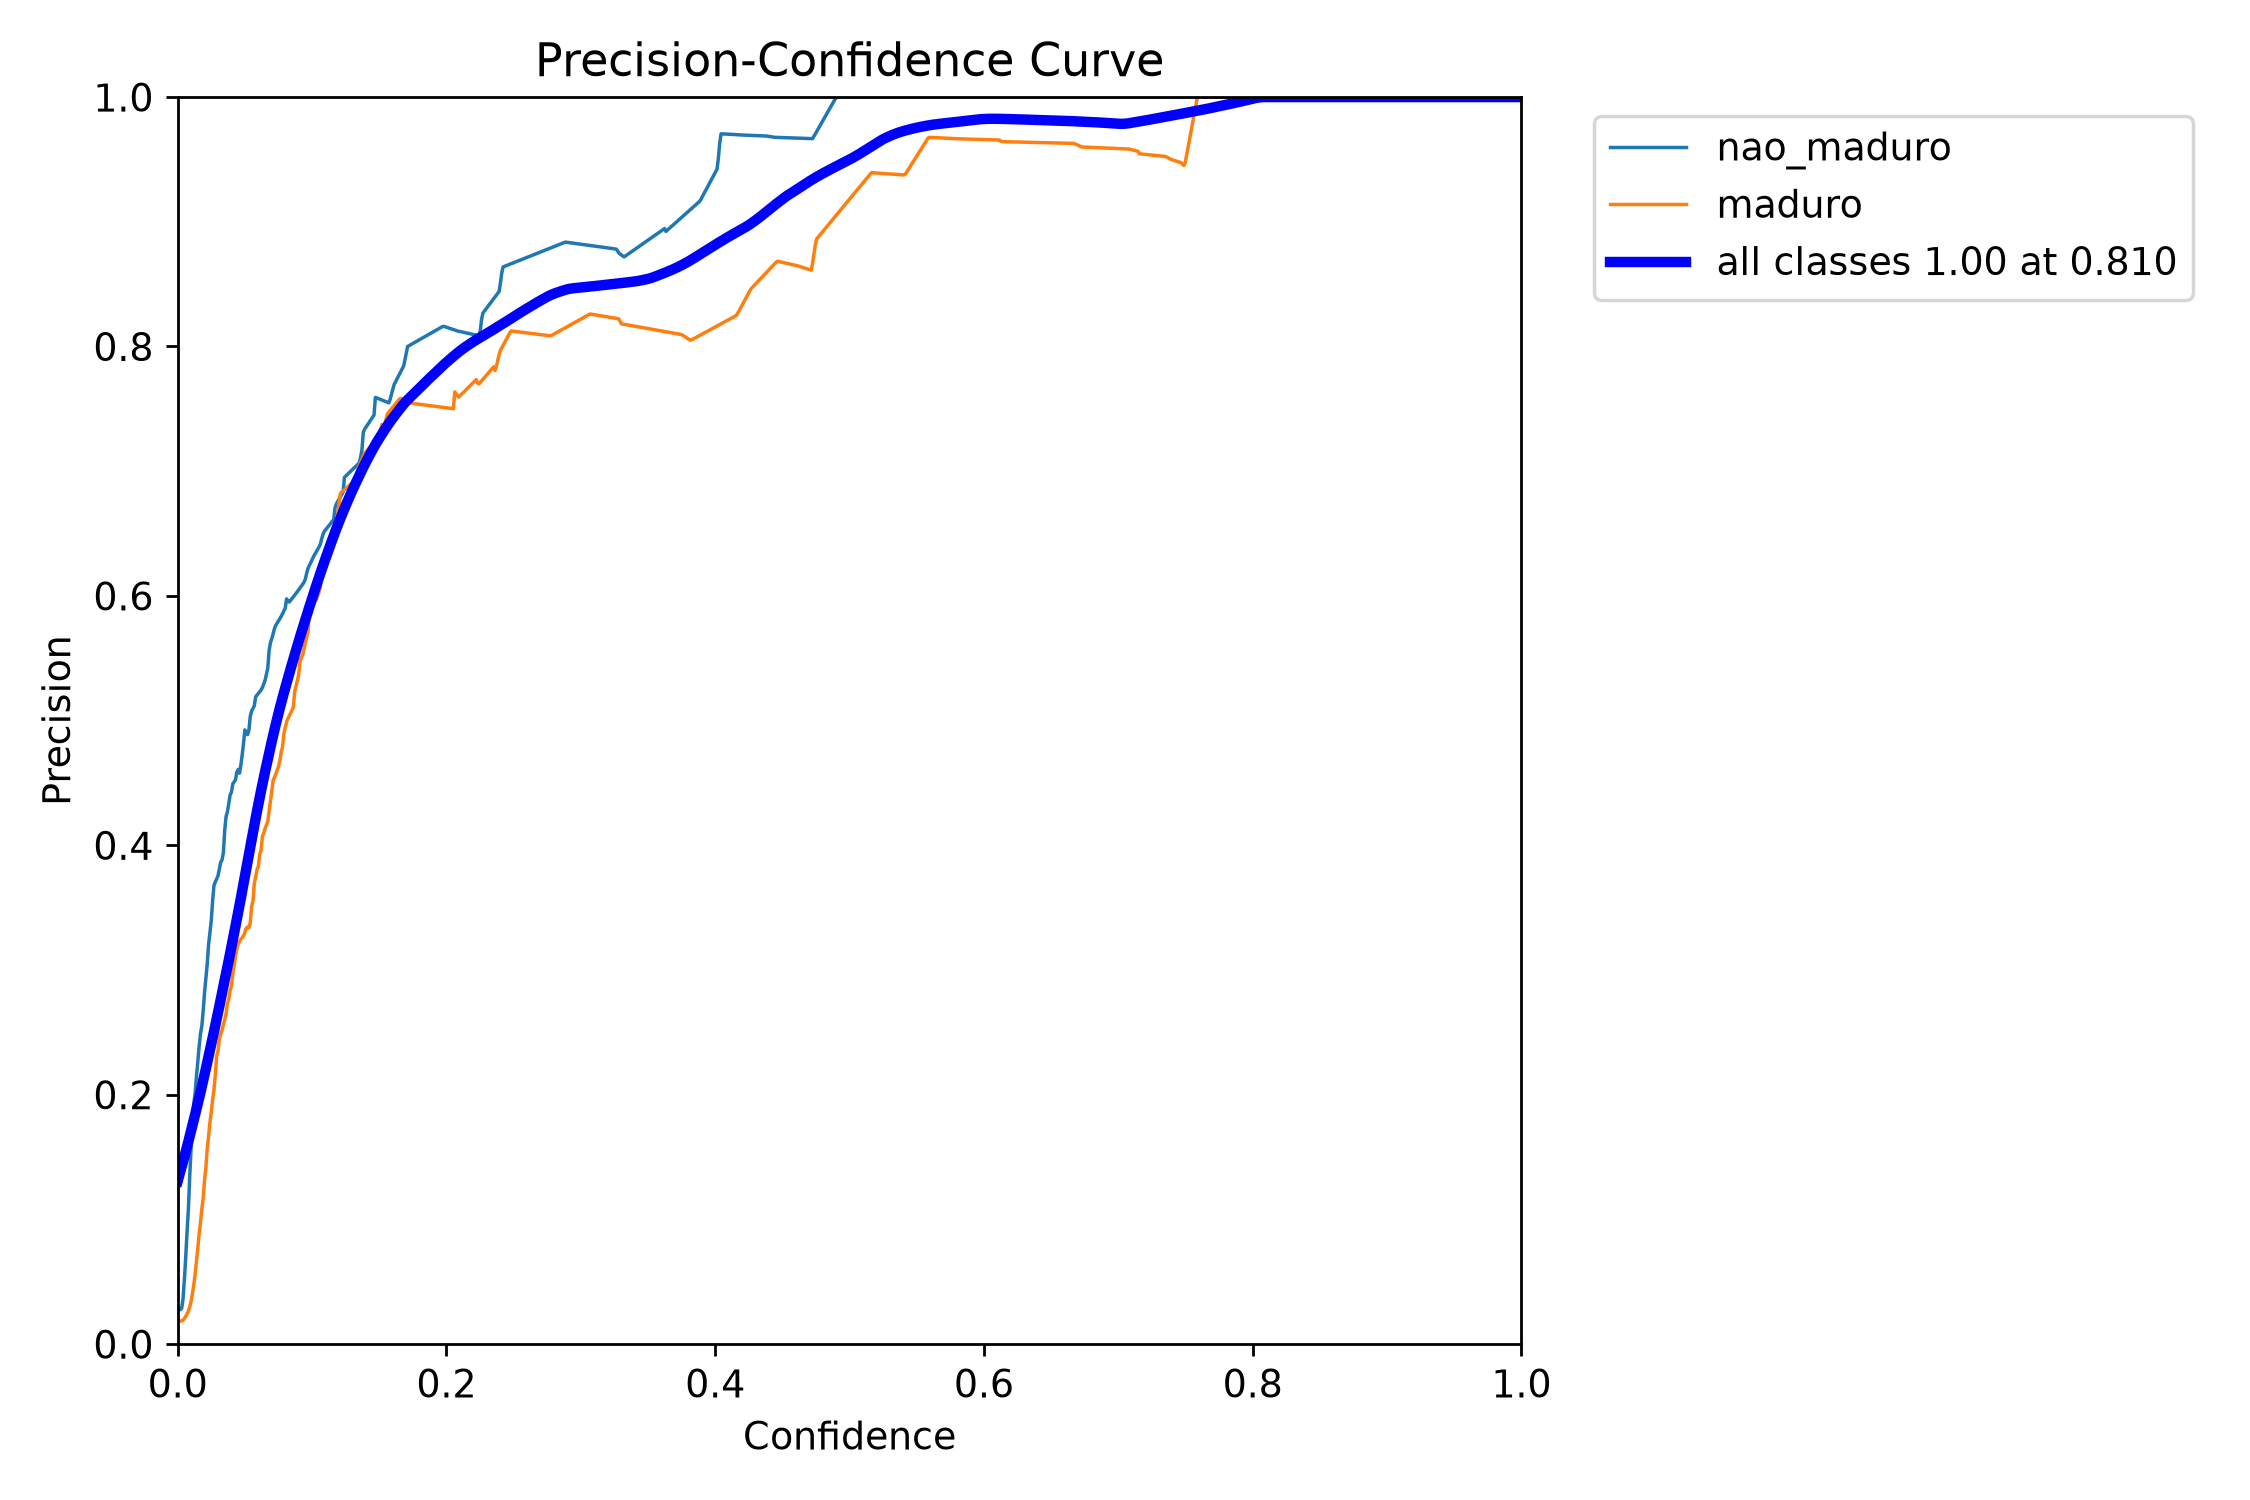 Precision-Confidence Curve
1.0
0.8
0.6
0.4
0.2
0.0
Precision
0.0 0.2 0.4 0.6 0.8 1.0
Confidence
nao_maduro
maduro
all classes 1.00 at 0.810